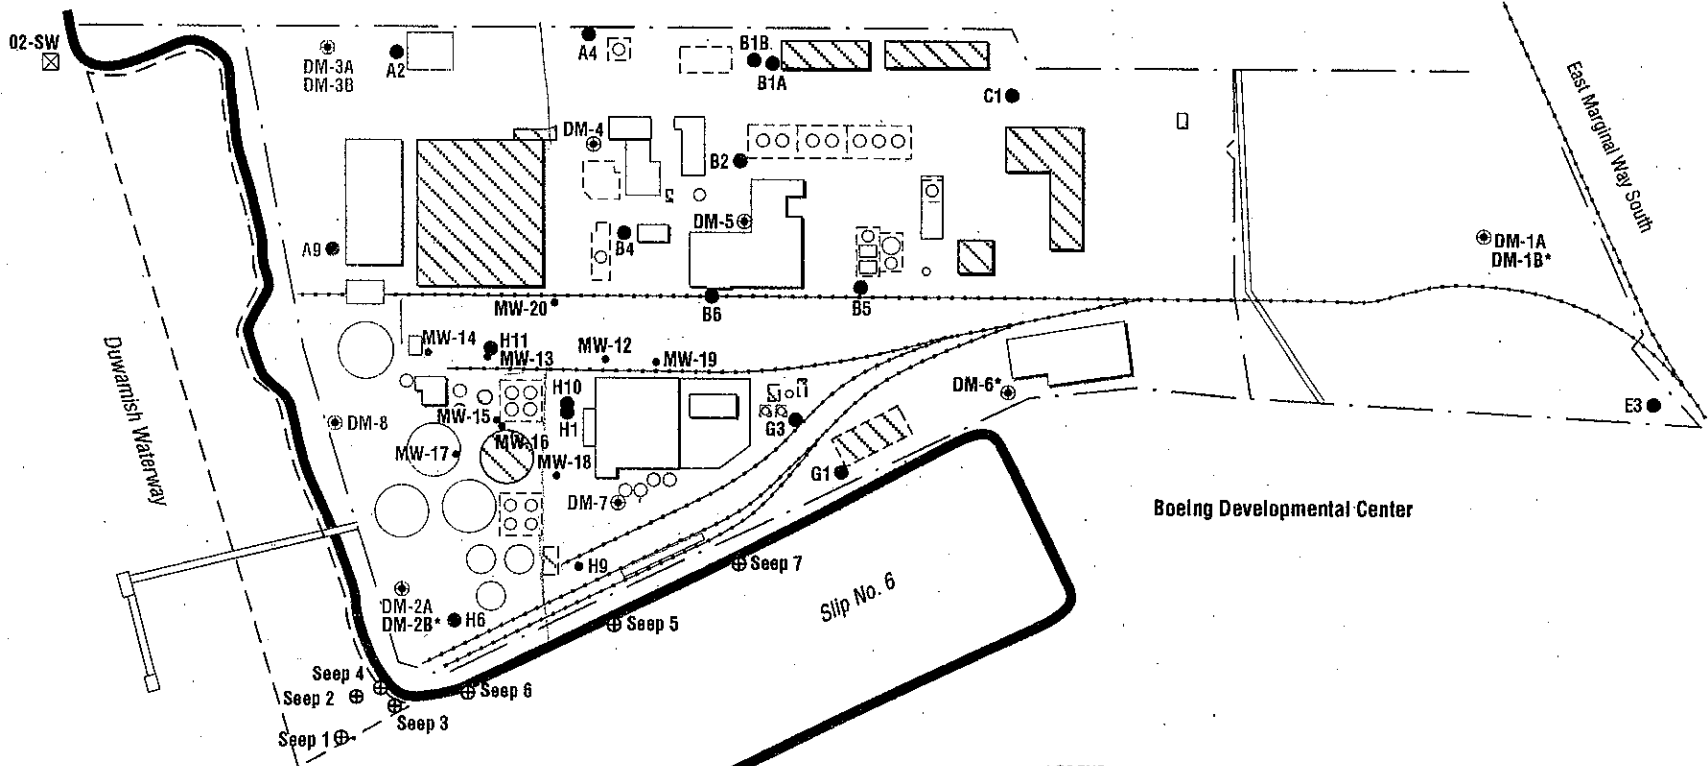 02-SW
DM-3A
DM-3B
A2
A4
B1B
B1A
C1
East Marginal Way South
DM-4
B2
DM-5
B4
A9
DM-1A
DM-1B*
MW-20
B6
B5
MW-14
H11
MW-13
MW-12
MW-19
Duwamish Waterway
DM-6*
H10
H1
G3
E3
DM-8
MW-15
MW-16
MW-17
MW-18
G1
DM-7
Boeing Developmental Center
H9
Seep 7
Slip No. 6
DM-2A
DM-2B*
H6
Seep 5
Seep 4
Seep 2
Seep 6
Seep 3
Seep 1